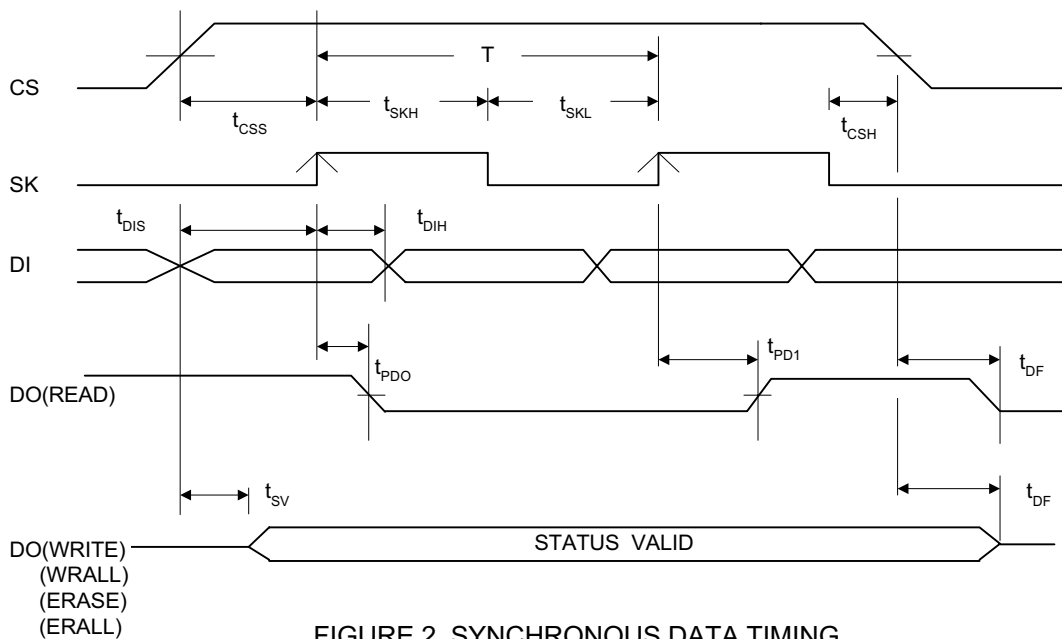 T
CS
tCSS
tSKH
tSKL
tCSH
SK
tDIS
tDIH
DI
tPDO
tPD1
tDF
DO(READ)
tSV
tDF
DO(WRITE)
STATUS VALID
(WRALL)
(ERASE)
(ERALL)
FIGURE 2. SYNCHRONOUS DATA TIMING